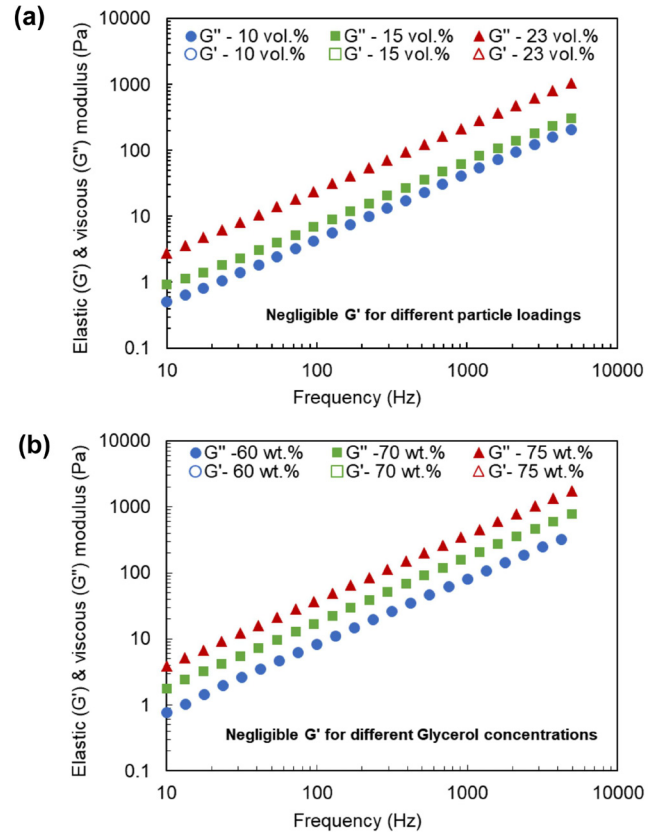 (a)
10000
1000
100
10
1
0.1
Elastic (G') & viscous (G") modulus (Pa)
G" - 10 vol.% G" - 15 vol.% G" - 23 vol.%
G' - 10 vol.% G' - 15 vol.% G' - 23 vol.%
Negligible G' for different particle loadings
10 100 1000 10000
Frequency (Hz)
(b)
10000
1000
100
10
1
0.1
Elastic (G') & viscous (G") modulus (Pa)
G" -60 wt.% G" - 70 wt.% G" - 75 wt.%
G'- 60 wt.% G'- 70 wt.% G'- 75 wt.%
Negligible G' for different Glycerol concentrations
10 100 1000 10000
Frequency (Hz)